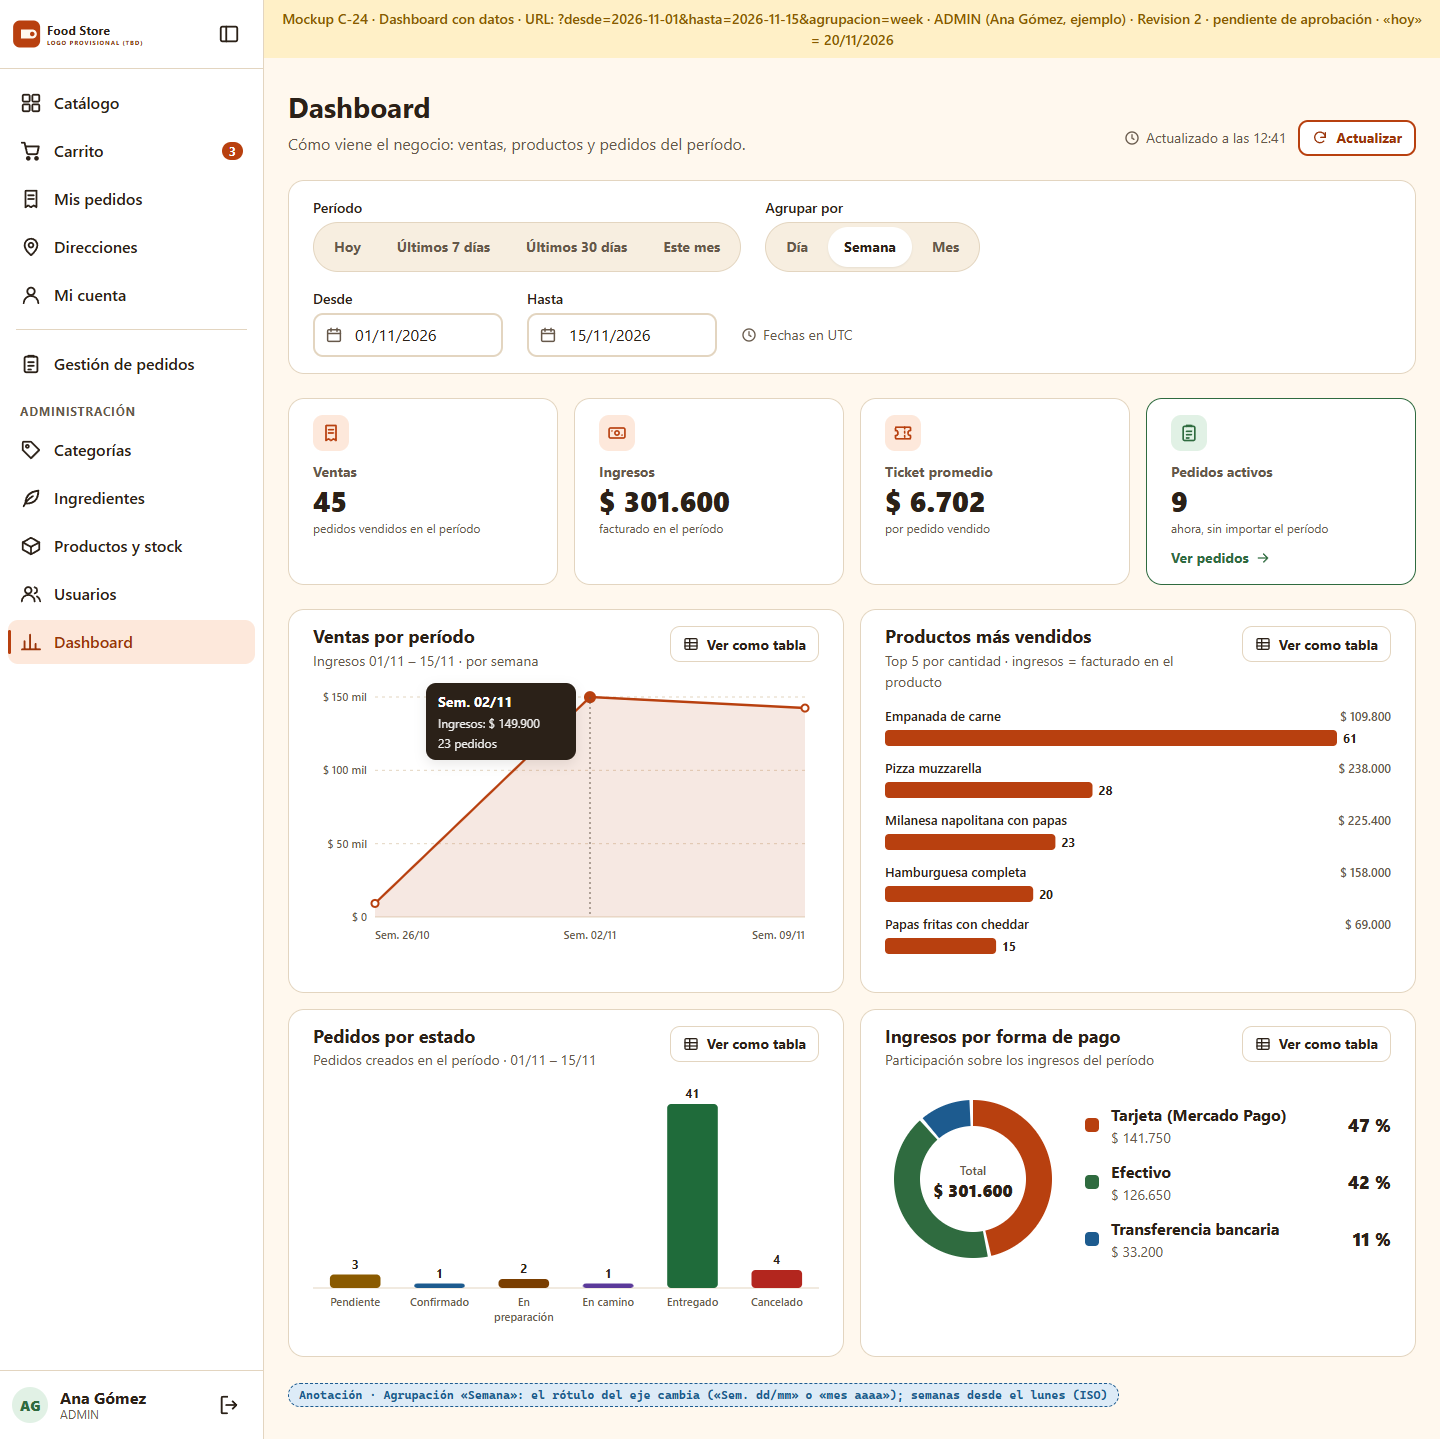 Food Store
LOGO PROVISIONAL (TBD)
Catálogo
Carrito
3
Mis pedidos
Direcciones
Mi cuenta
Gestión de pedidos
ADMINISTRACIÓN
Categorías
Ingredientes
Productos y stock
Usuarios
Dashboard
AG
Ana Gómez
ADMIN
Mockup C-24 · Dashboard con datos · URL: ?desde=2026-11-01&hasta=2026-11-15&agrupacion=week · ADMIN (Ana Gómez, ejemplo) · Revision 2 · pendiente de aprobación · «hoy»
= 20/11/2026
Dashboard
Cómo viene el negocio: ventas, productos y pedidos del período.
Actualizado a las 12:41
Actualizar
Período
Hoy
Últimos 7 días
Últimos 30 días
Este mes
Agrupar por
Día
Semana
Mes
Desde
01/11/2026
Hasta
15/11/2026
Fechas en UTC
Ventas
45
pedidos vendidos en el período
Ingresos
$ 301.600
facturado en el período
Ticket promedio
$ 6.702
por pedido vendido
Pedidos activos
9
ahora, sin importar el período
Ver pedidos →
Ventas por período
Ingresos 01/11 – 15/11 · por semana
Ver como tabla
$ 150 mil
$ 100 mil
$ 50 mil
$ 0
Sem. 02/11
Ingresos: $ 149.900
23 pedidos
Sem. 26/10
Sem. 02/11
Sem. 09/11
Productos más vendidos
Top 5 por cantidad · ingresos = facturado en el
producto
Ver como tabla
Empanada de carne
$ 109.800
61
Pizza muzzarella
$ 238.000
28
Milanesa napolitana con papas
$ 225.400
23
Hamburguesa completa
$ 158.000
20
Papas fritas con cheddar
$ 69.000
15
Pedidos por estado
Pedidos creados en el período · 01/11 – 15/11
Ver como tabla
3
1
2
1
41
4
Pendiente
Confirmado
En
preparación
En camino
Entregado
Cancelado
Ingresos por forma de pago
Participación sobre los ingresos del período
Ver como tabla
Total
$ 301.600
Tarjeta (Mercado Pago)
$ 141.750
47 %
Efectivo
$ 126.650
42 %
Transferencia bancaria
$ 33.200
11 %
Anotación · Agrupación «Semana»: el rótulo del eje cambia («Sem. dd/mm» o «mes aaaa»); semanas desde el lunes (ISO)